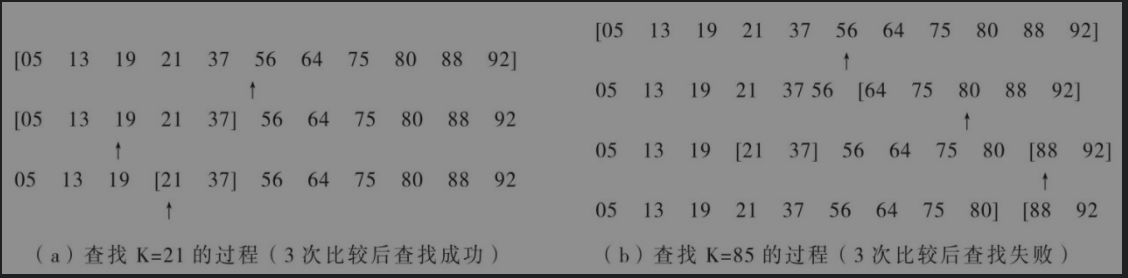 [05 13 19 21 37 56 64 75 80 88 92]
↑
[05 13 19 21 37] 56 64 75 80 88 92
↑
05 13 19 [21 37] 56 64 75 80 88 92
↑
(a)查找 K=21 的过程(3 次比较后查找成功)
[05 13 19 21 37 56 64 75 80 88 92]
↑
05 13 19 21 37 56 [64 75 80 88 92]
↑
05 13 19 [21 37] 56 64 75 80 [88 92]
↑
05 13 19 21 37 56 64 75 80] [88 92
(b)查找 K=85 的过程(3 次比较后查找失败)